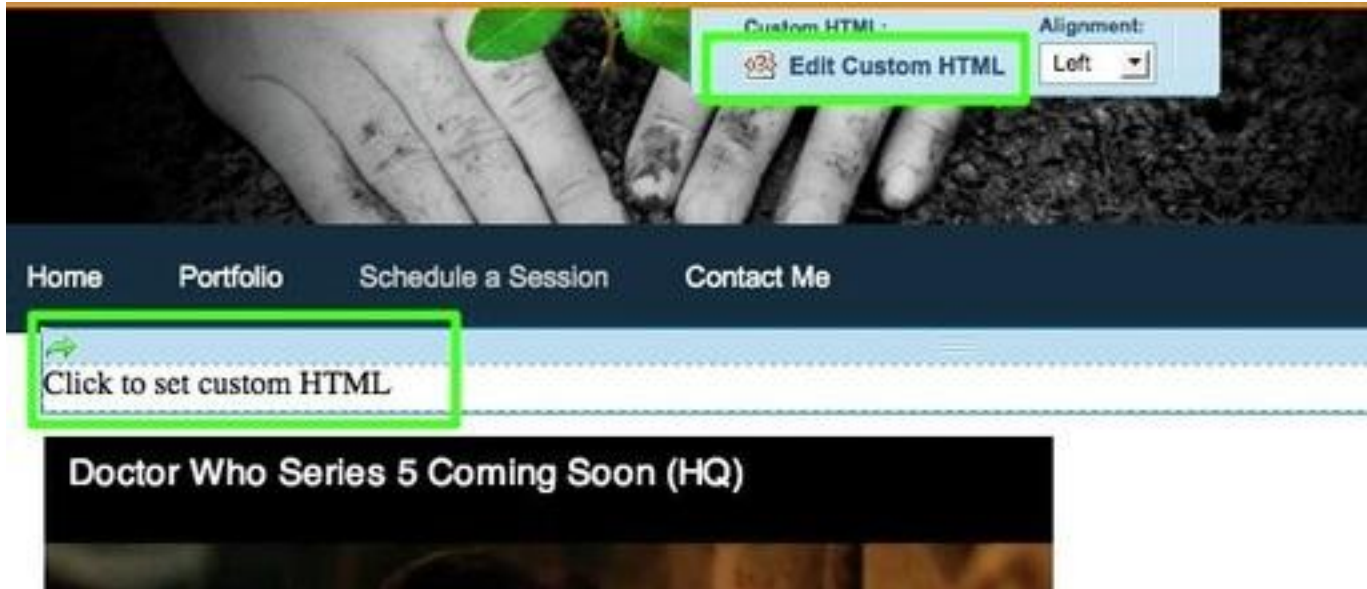 Custom HTML: Alignment:
Edit Custom HTML Left
Home Portfolio Schedule a Session Contact Me
Click to set custom HTML
Doctor Who Series 5 Coming Soon (HQ)